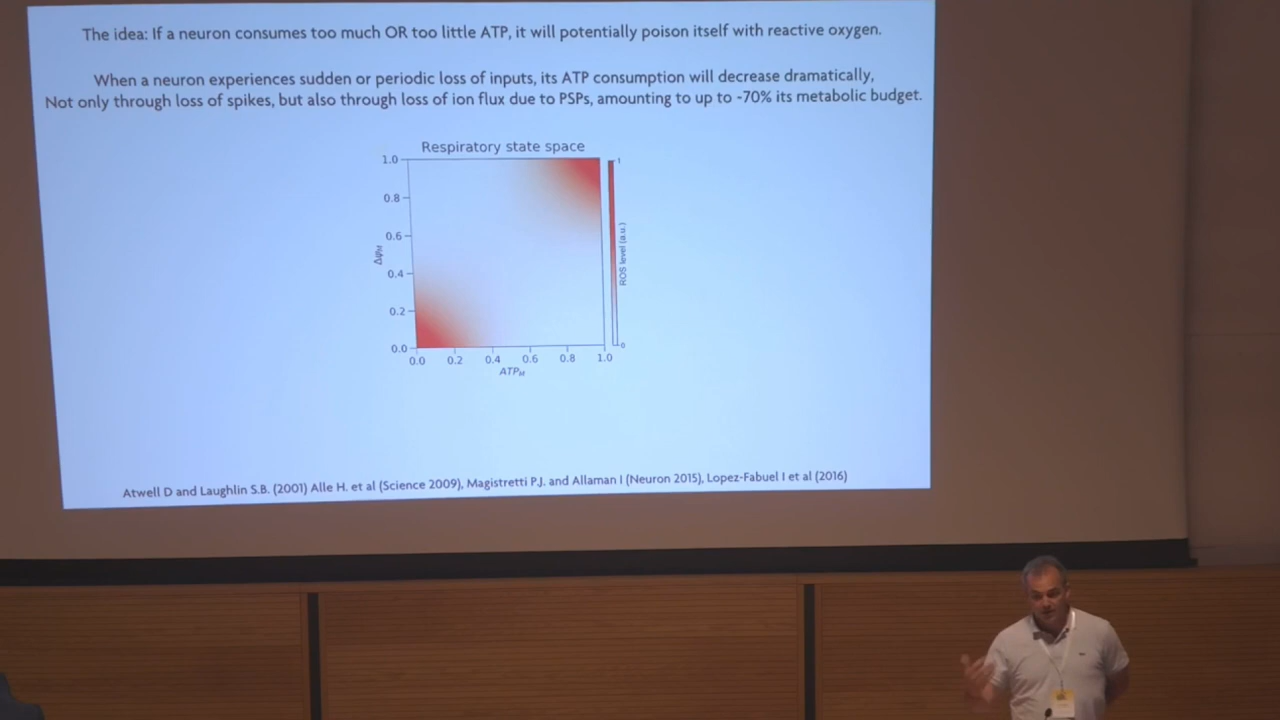 The idea: If a neuron consumes too much OR too little ATP, it will potentially poison itself with reactive oxygen.
When a neuron experiences sudden or periodic loss of inputs, its ATP consumption will decrease dramatically,
Not only through loss of spikes, but also through loss of ion flux due to PSPs, amounting to up to -70% its metabolic budget.
Respiratory state space
1.0
0.8
0.6
0.4
0.2
0.0
ΔφM
0.0 0.2 0.4 0.6 0.8 1.0
ATPM
1
ROS level (a.u.)
0
Atwell D and Laughlin S.B. (2001) Alle H. et al (Science 2009), Magistretti P.J. and Allaman I (Neuron 2015), Lopez-Fabuel I et al (2016)